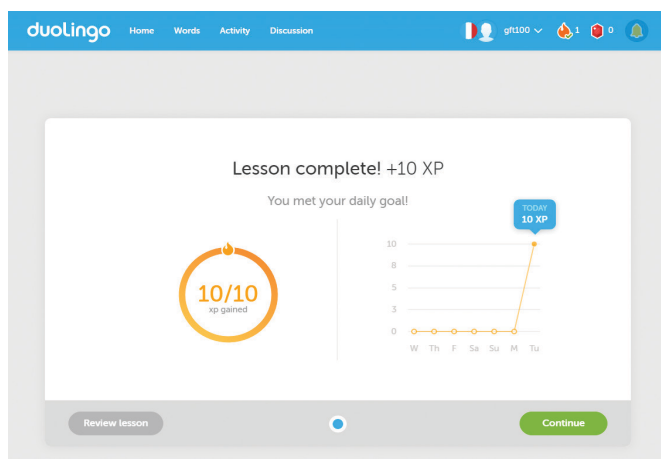 duolingo Home Words Activity Discussion gft100 1 0
Lesson complete! +10 XP
You met your daily goal!
TODAY
10 XP
10/10
xp gained
10
8
5
3
0
W Th F Sa Su M Tu
Review lesson Continue